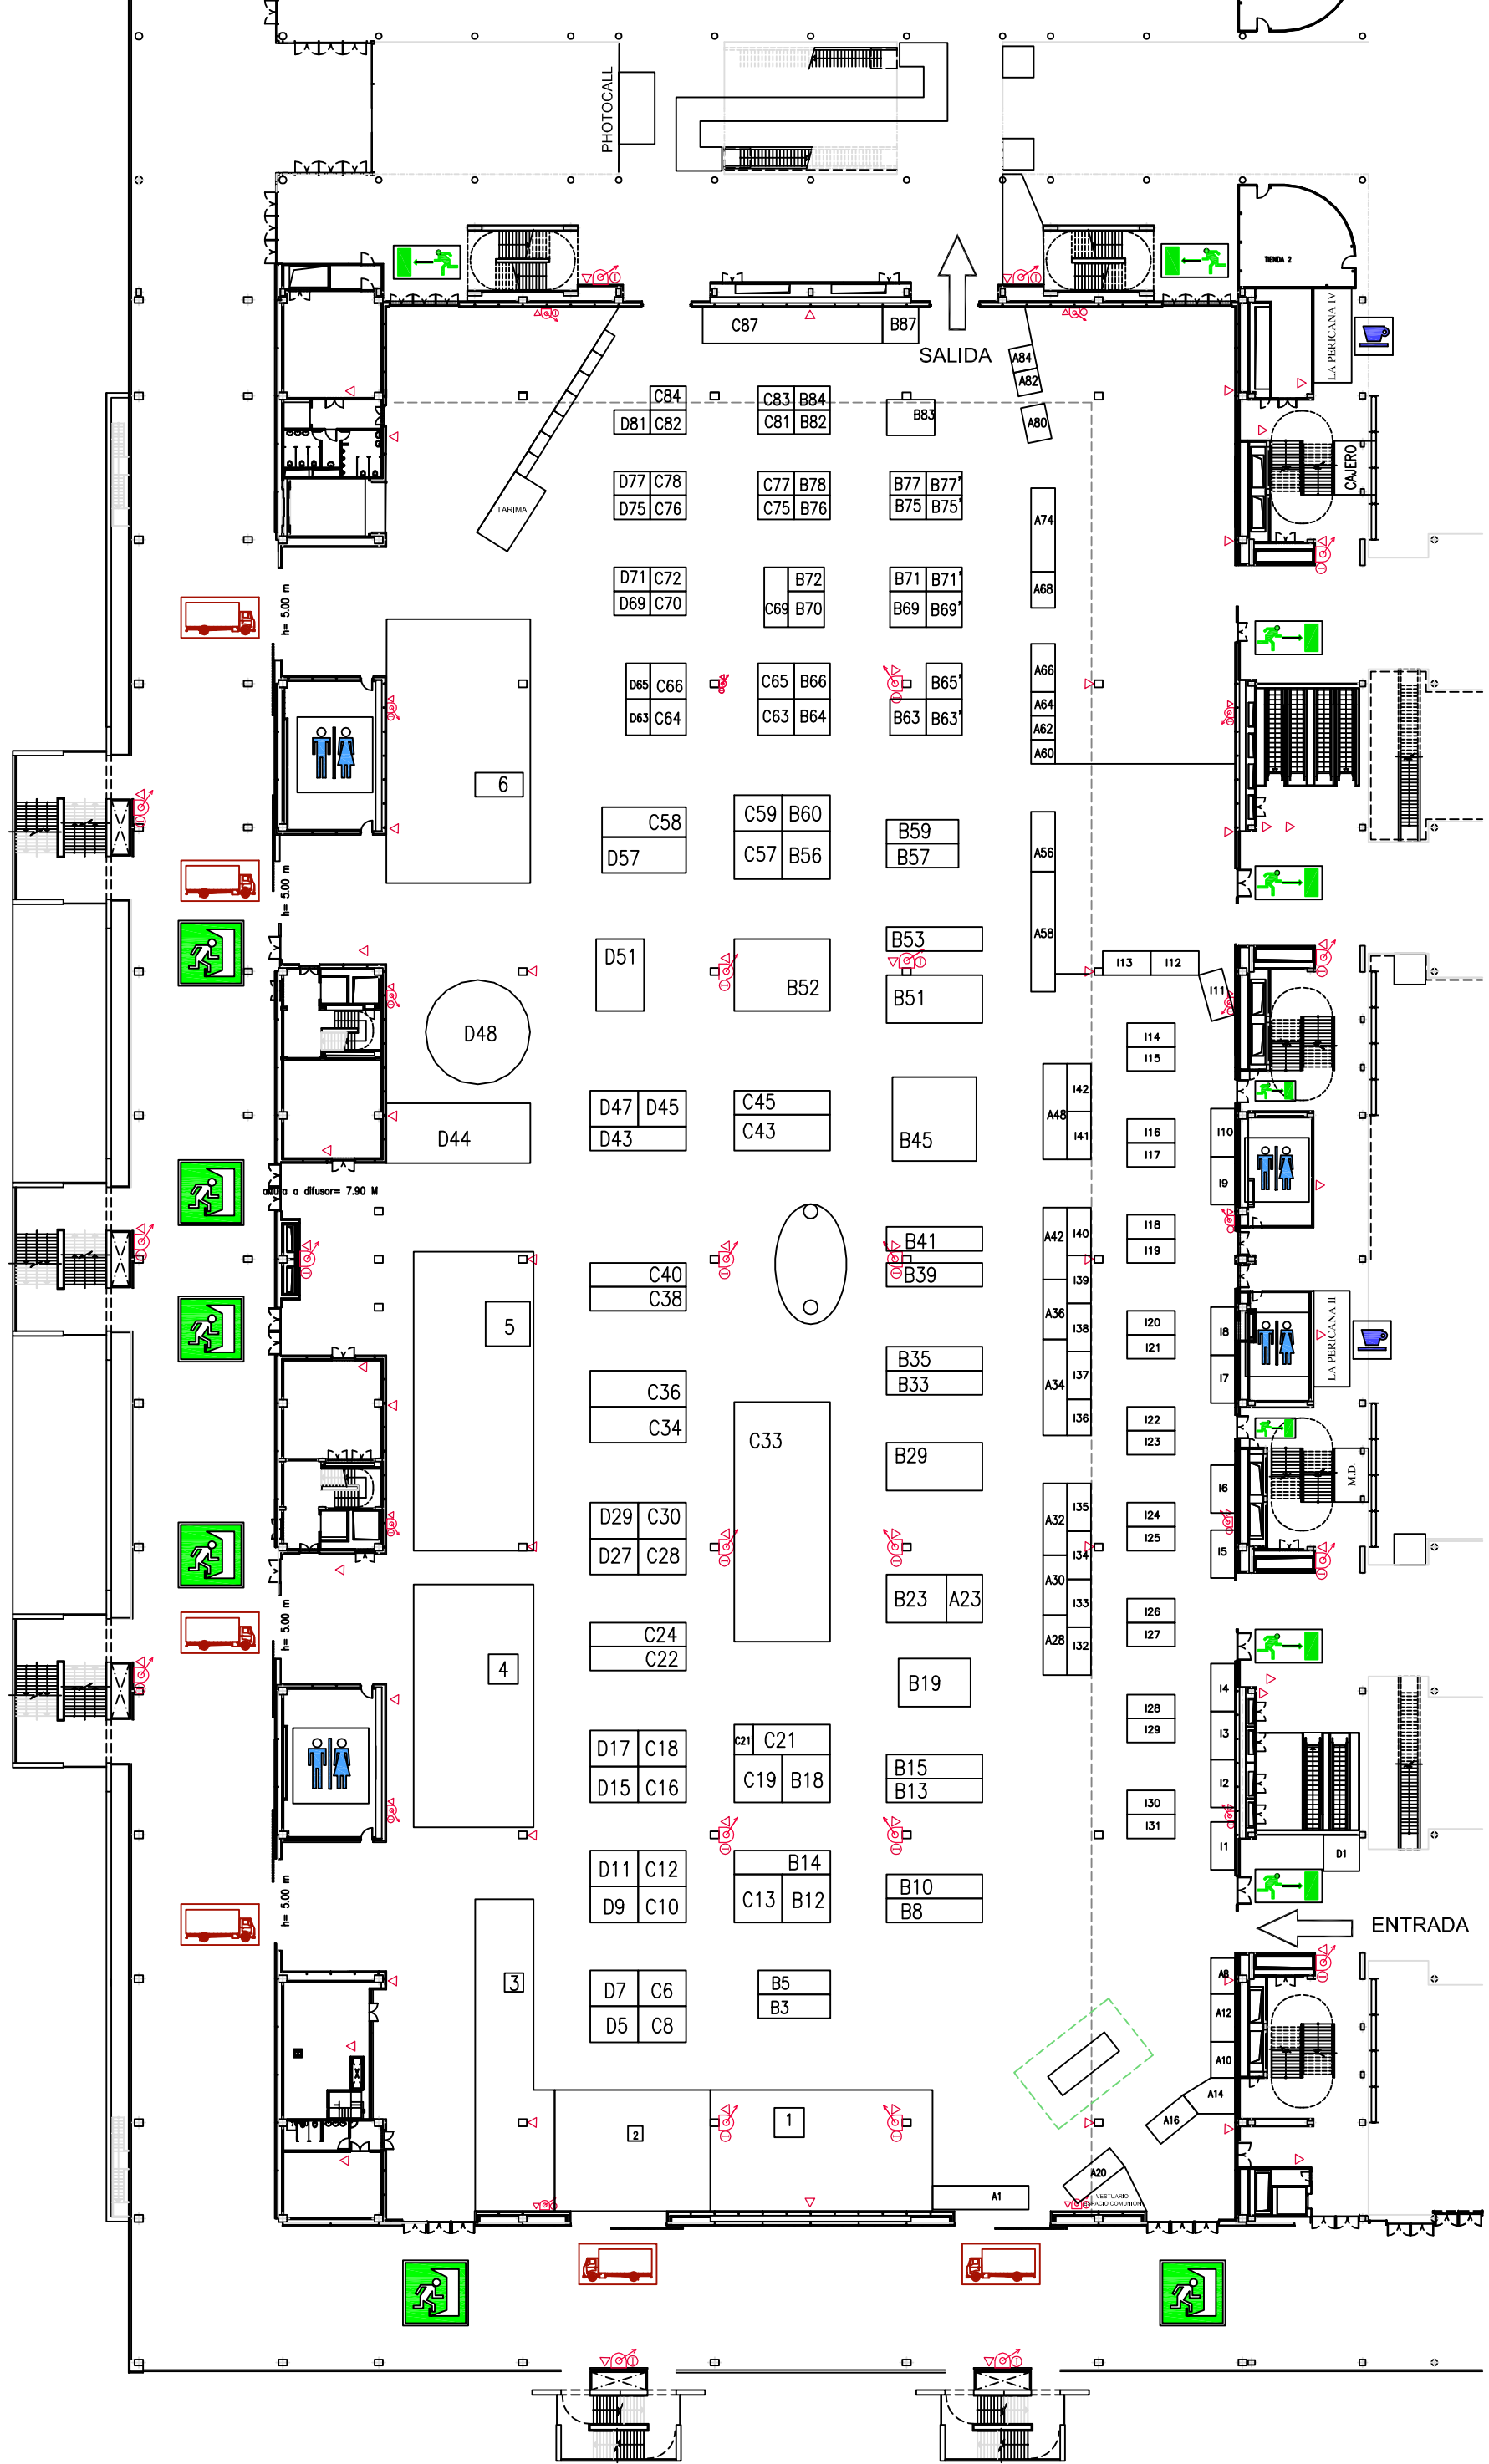 PHOTOCALL
TIENDA 2
LA PERICANA IV
C87
B87
SALIDA
A84
A82
A80
C84
D81 C82
C83 B84
C81 B82
B83
CAJERO
TARIMA
D77 C78
D75 C76
C77 B78
C75 B76
B77 B77'
B75 B75'
A74
A68
D71 C72
D69 C70
B72
C69 B70
B71 B71'
B69 B69'
h= 5.00 m
D65 C66
D63 C64
C65 B66
C63 B64
B65'
B63 B63'
A66
A64
A62
A60
6
C58
D57
C59 B60
C57 B56
B59
B57
A56
A58
h= 5.00 m
D51
B52
B53
B51
I13 I12
I11
D48
I14
I15
D47 D45
D43
C45
C43
B45
A48
I42
I41
I16
I17
I10
I9
D44
altura a difusor= 7.90 M
B41
B39
A42
I40
I39
I18
I19
C40
C38
5
A36
I38
I20
I21
I8
I7
LA PERICANA II
B35
B33
A34
I37
I36
C36
C34
C33
B29
I22
I23
M.D.
I6
I5
D29 C30
D27 C28
A32
I35
I34
I24
I25
h= 5.00 m
B23 A23
A30
I33
A28
I32
I26
I27
C24
C22
4
B19
I4
I3
I2
I1
D17 C18
D15 C16
C21' C21
C19 B18
B15
B13
I28
I29
I30
I31
D1
D11 C12
D9 C10
B14
C13 B12
B10
B8
h= 5.00 m
ENTRADA
3
D7 C6
D5 C8
B5
B3
A8
A12
A10
A14
A16
2
1
A20
A1
VESTUARIO
ESPACIO COMUNION